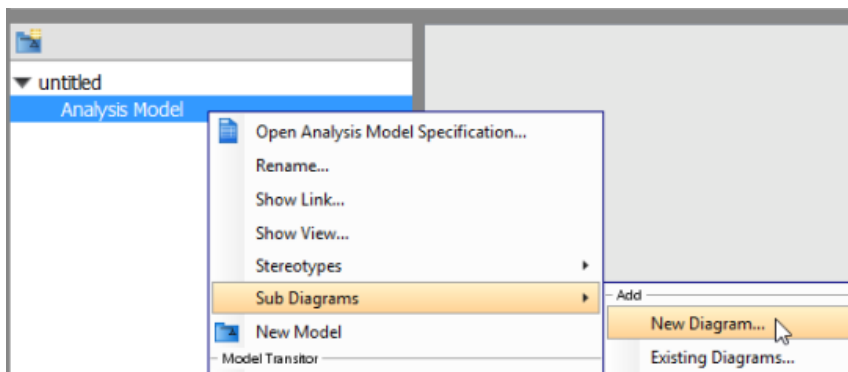 untitled
Analysis Model
Open Analysis Model Specification...
Rename...
Show Link...
Show View...
Stereotypes
Sub Diagrams
New Model
Model Transitor
Add
New Diagram...
Existing Diagrams...